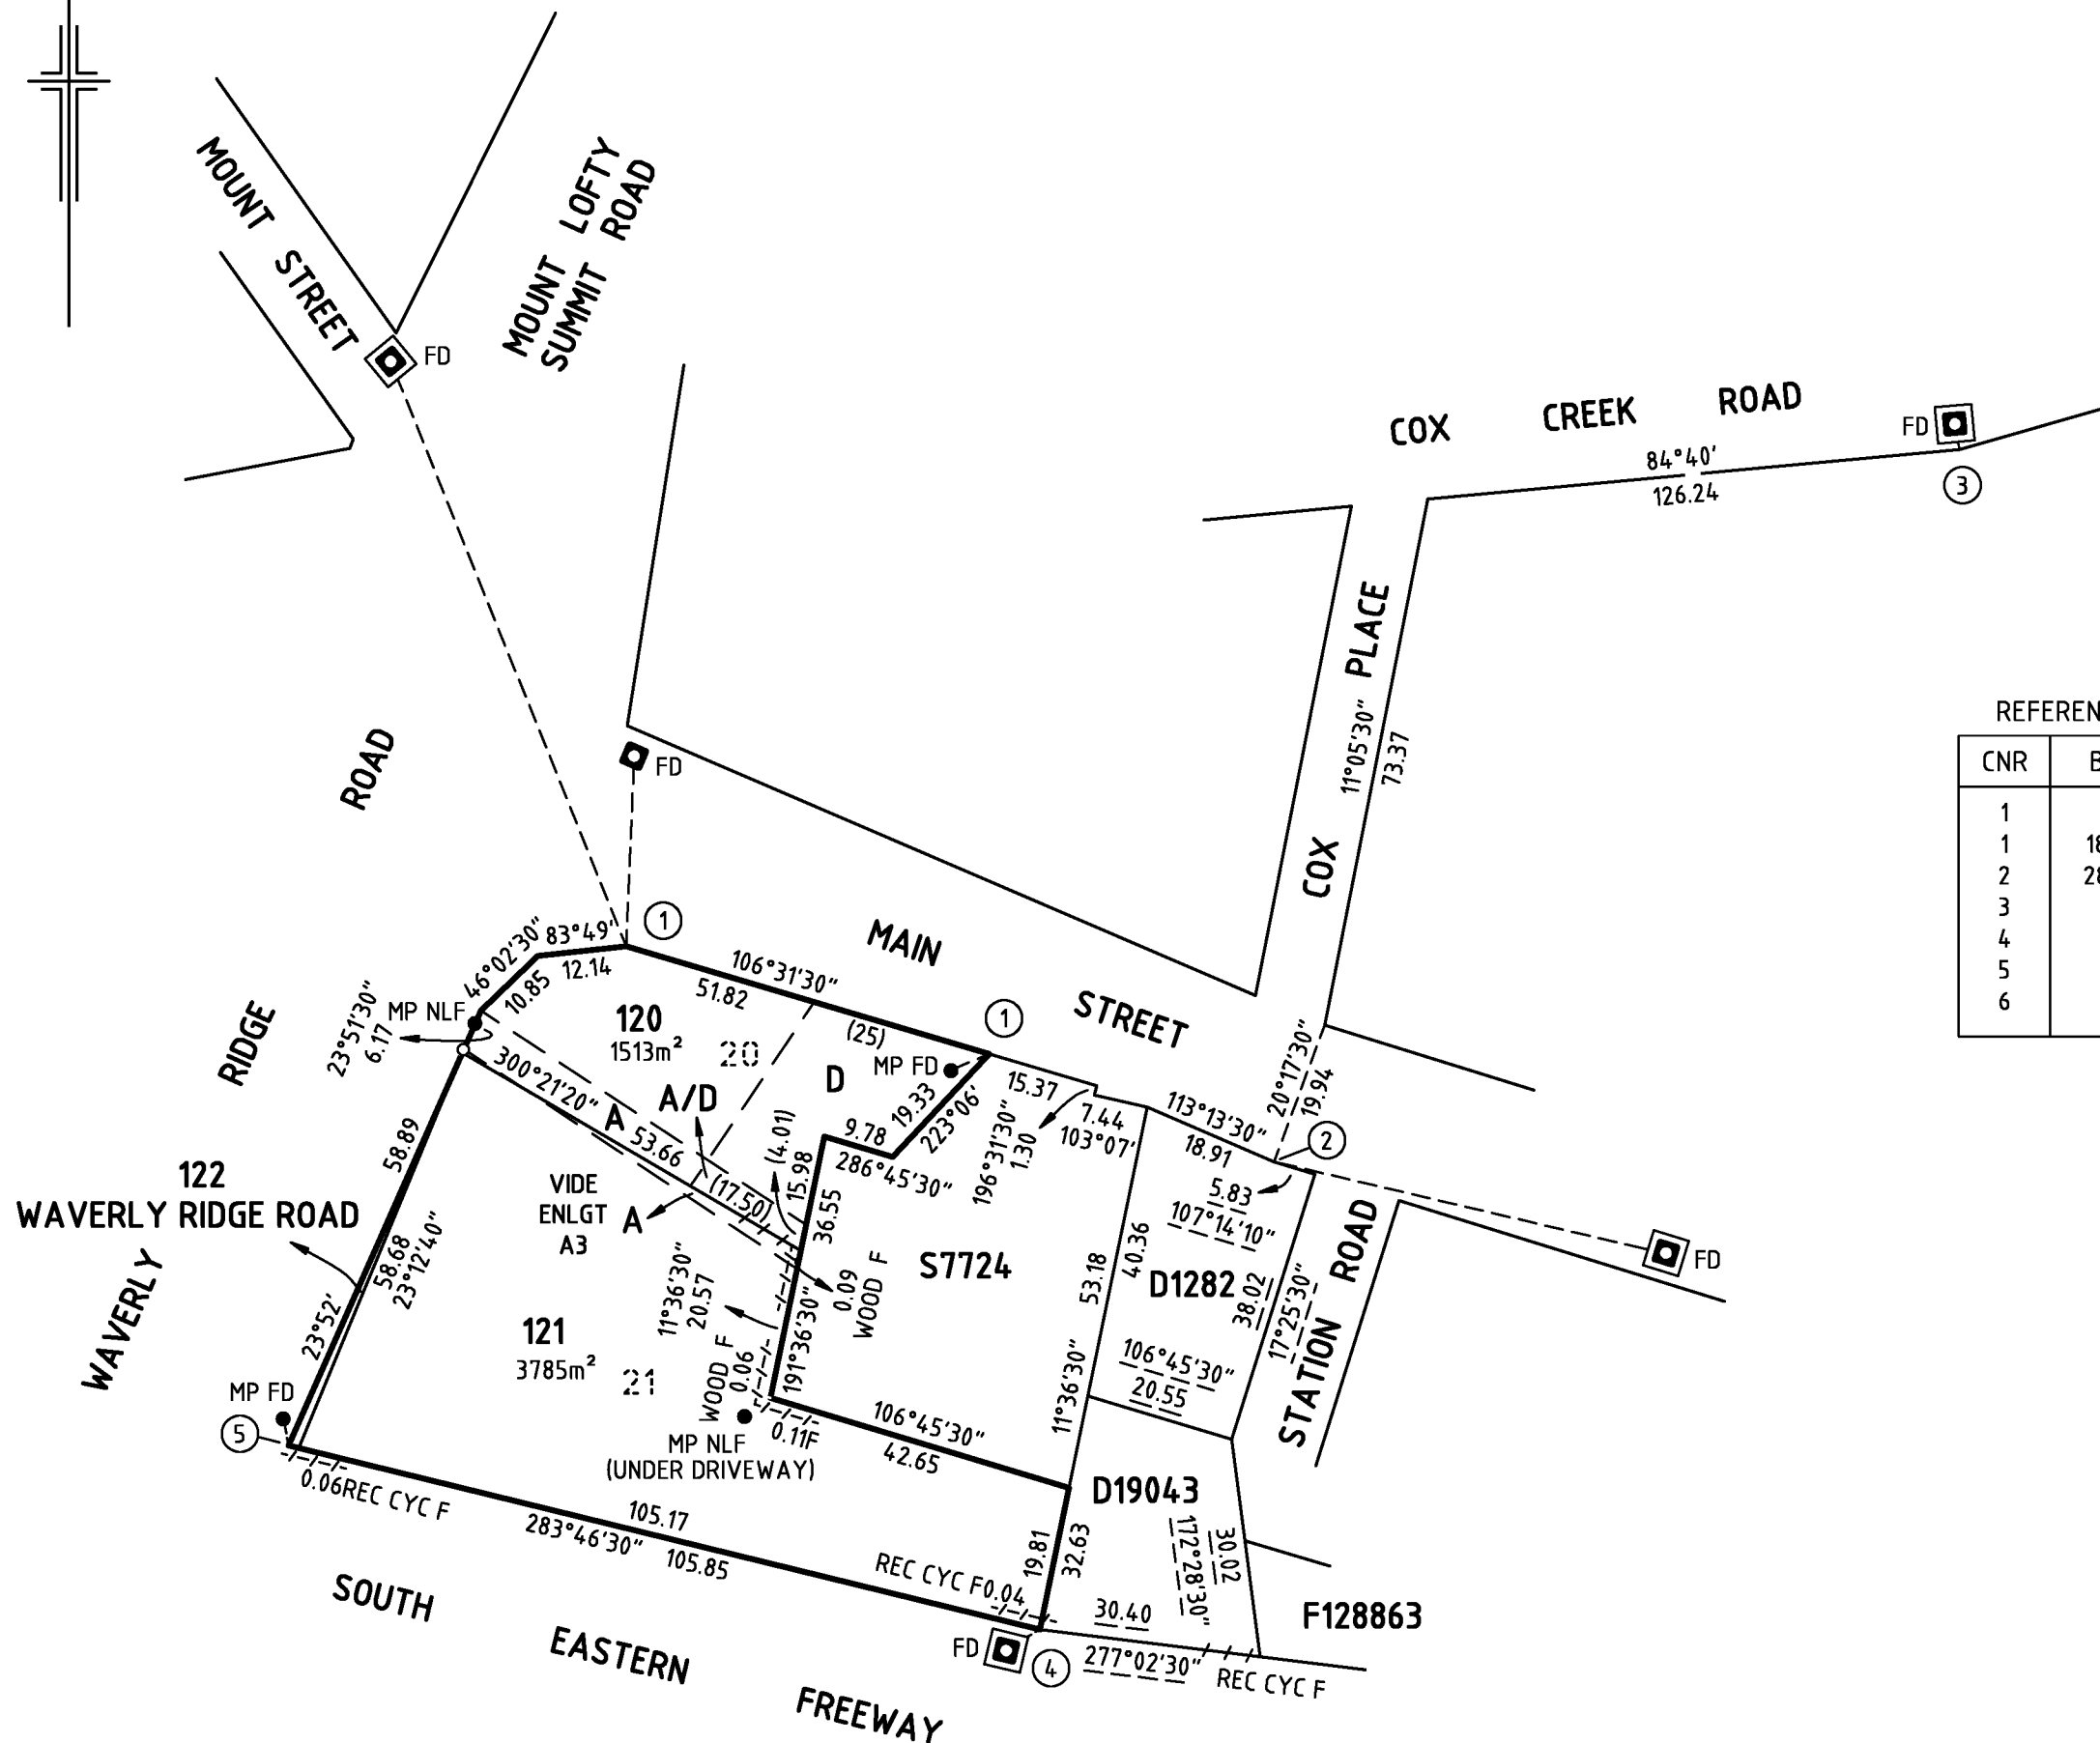 MOUNT STREET
MOUNT LOFTY
SUMMIT ROAD
FD
COX CREEK ROAD
FD
84°40'
126.24
3
COX PLACE
11°05'30"
73.37
REFEREN
CNR
B
1
1
18
2
28
3
4
5
6
FD
WAVERLY RIDGE ROAD
1
83°49'
12.14
46°02'30"
10.85
MP NLF
23°51'30"
6.17
MAIN STREET
106°31'30"
51.82
(25)
1
120
1513m²
20
D
MP FD
19.33
223°06'
15.37
196°31'30"
1.30
7.44
103°07'
113°13'30"
18.91
20°17'30"
19.94
2
5.83
107°14'10"
FD
300°21'20"
A
53.66
A/D
(17.50)
(4.01)
15.98
36.55
9.78
286°45'30"
VIDE
ENLGT
A3
A
58.89
122
WAVERLY RIDGE ROAD
58.68
23°12'40"
23°52'
11°36'30"
20.57
0.09
WOOD F
191°36'30"
S7724
53.18
40.36
11°36'30"
D1282
38.02
17°25'30"
STATION ROAD
106°45'30"
20.55
121
3785m²
21
WOOD F
0.06
MP NLF
(UNDER DRIVEWAY)
0.11F
106°45'30"
42.65
MP FD
5
0.06REC CYC F
105.17
283°46'30"
105.85
REC CYC F0.04
19.81
32.63
D19043
172°28'30"
30.02
F128863
FD
4
30.40
277°02'30"
REC CYC F
SOUTH EASTERN FREEWAY